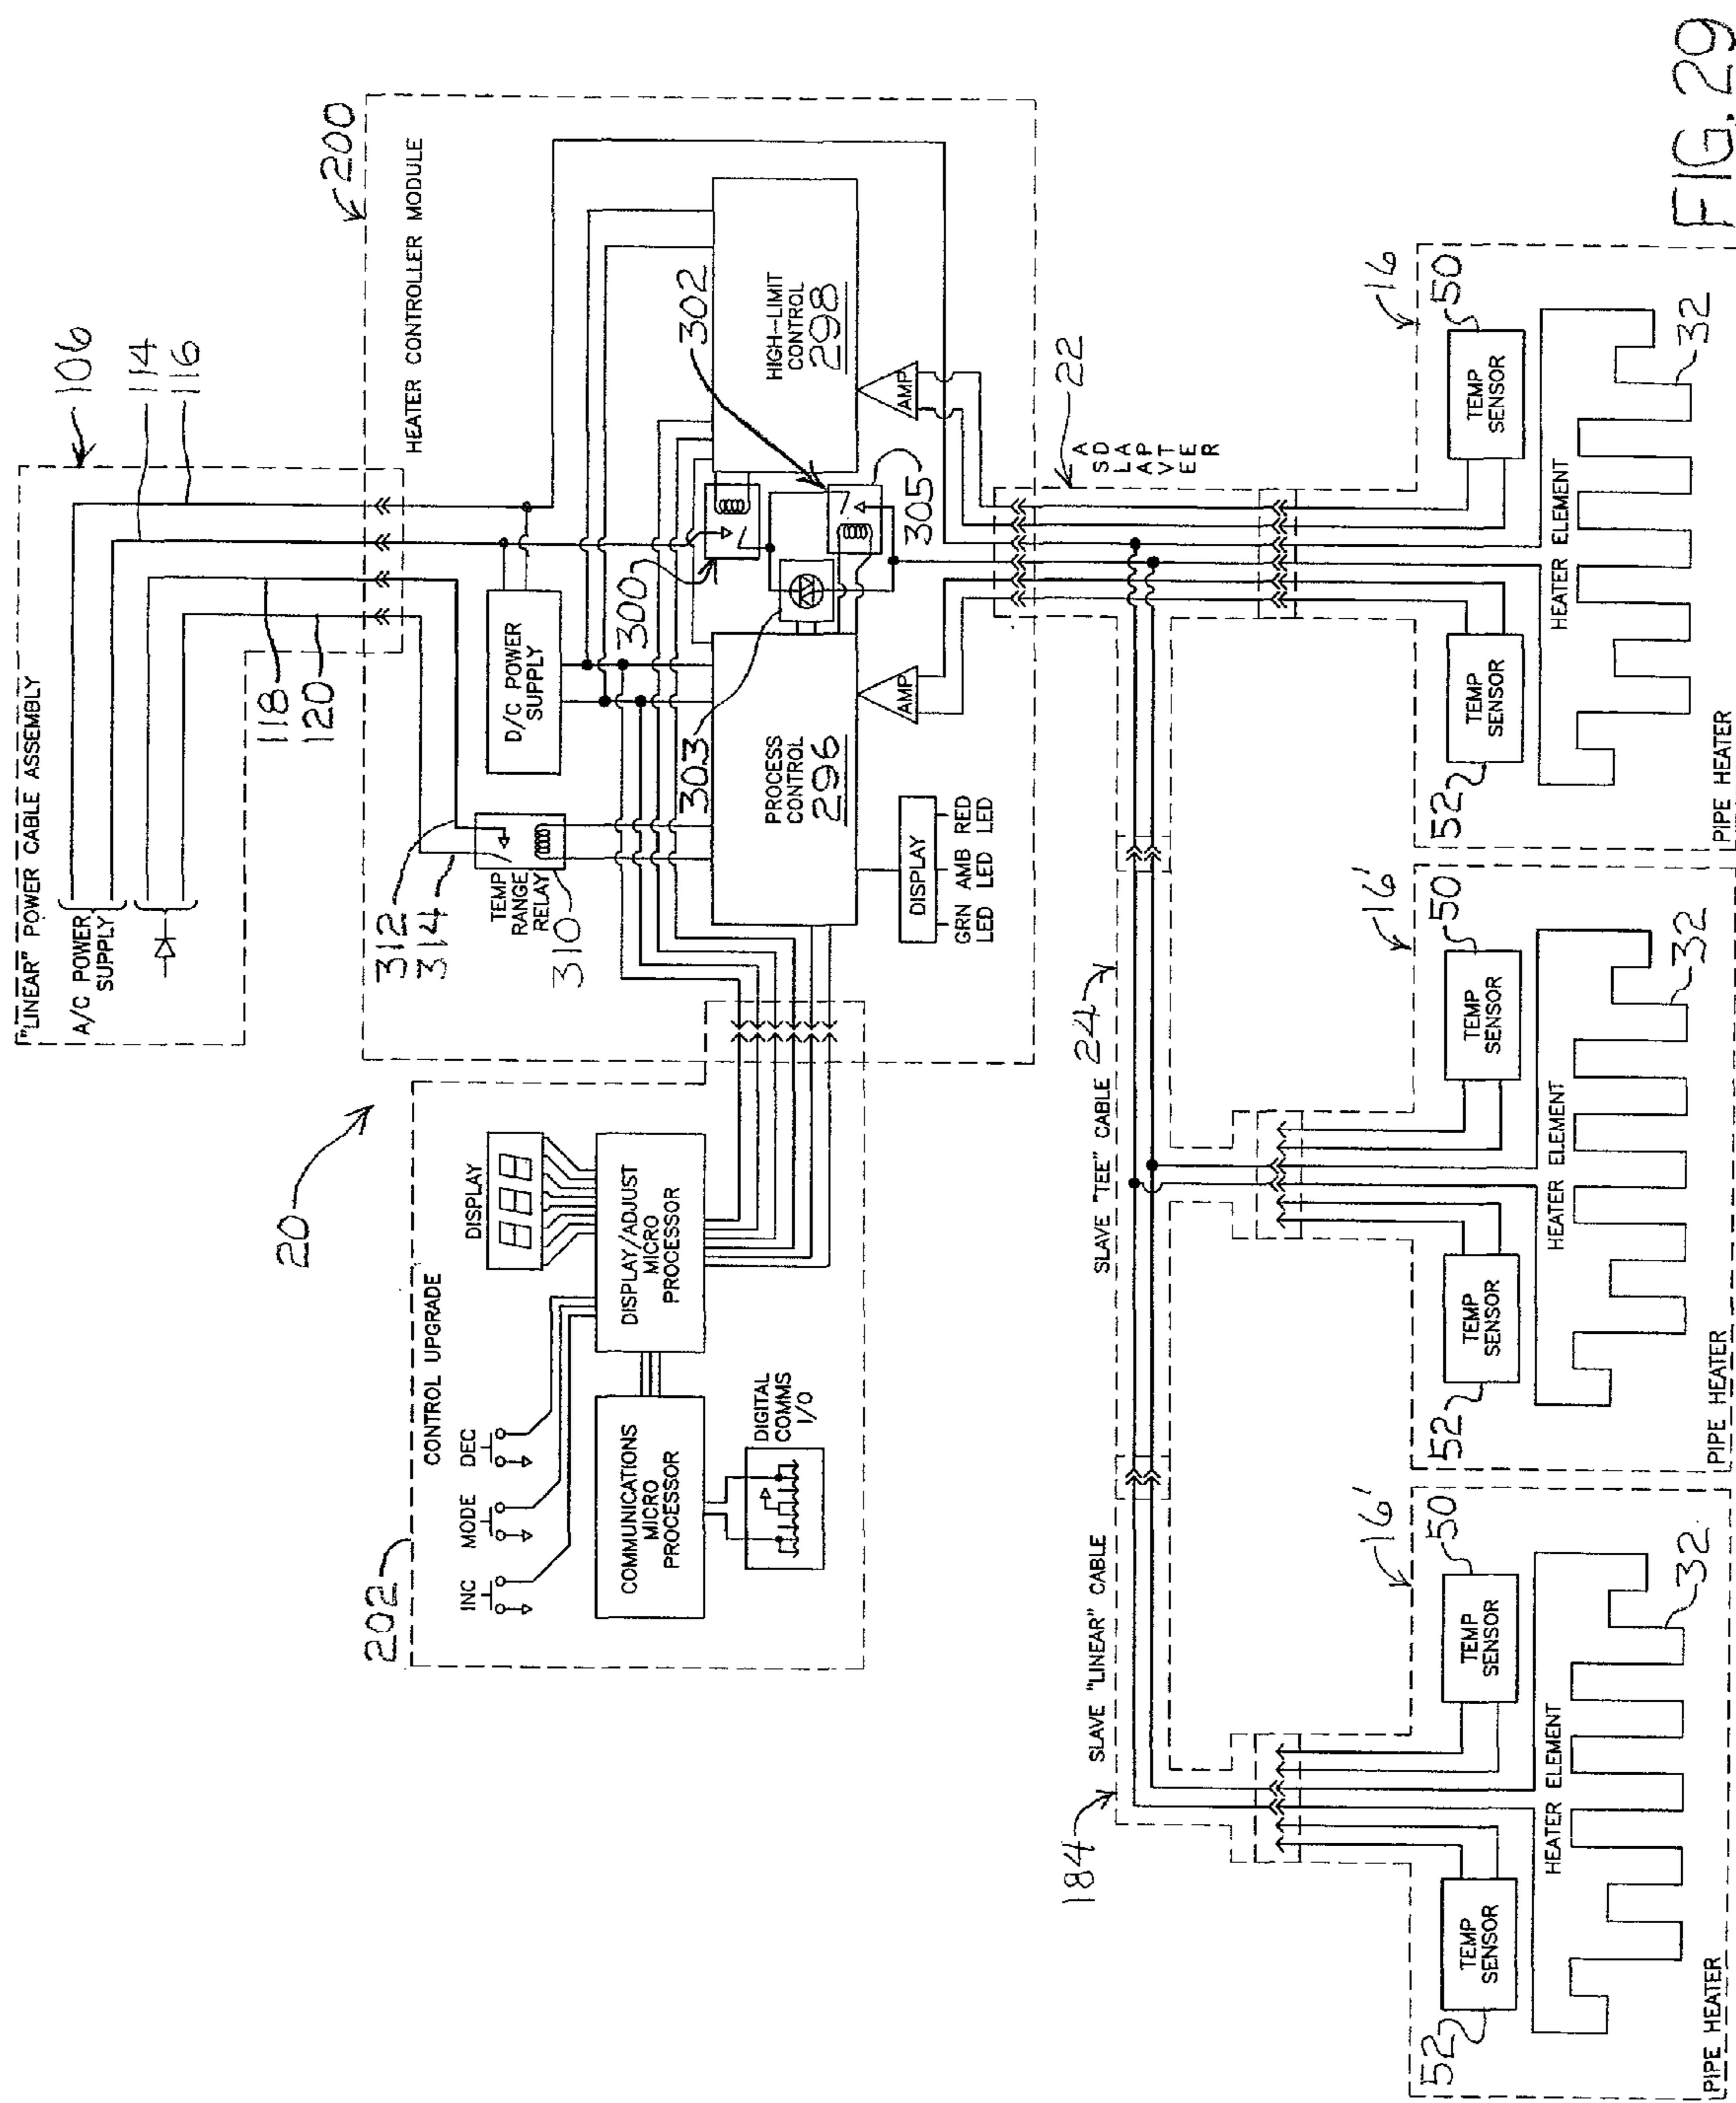 "LINEAR" POWER CABLE ASSEMBLY
106
A/C POWER
SUPPLY
114
116
118
120
200
HEATER CONTROLLER MODULE
312
314
TEMP
RANGE
RELAY
310
D/C POWER
SUPPLY
300
303
302
305
PROCESS
CONTROL
296
HIGH-LIMIT
CONTROL
298
AMP
AMP
DISPLAY
GRN
LED
AMB
LED
RED
LED
20
202
CONTROL UPGRADE
INC
MODE
DEC
DISPLAY
COMMUNICATIONS
MICRO
PROCESSOR
DISPLAY/ADJUST
MICRO
PROCESSOR
DIGITAL
COMMS
I/O
184
SLAVE "LINEAR" CABLE
SLAVE "TEE" CABLE
24
22
A
SD
LA
AP
VT
EE
R
16'
52
TEMP
SENSOR
TEMP
SENSOR
50
HEATER ELEMENT
32
PIPE HEATER
16'
52
TEMP
SENSOR
TEMP
SENSOR
50
HEATER ELEMENT
32
PIPE HEATER
16
52
TEMP
SENSOR
TEMP
SENSOR
50
HEATER ELEMENT
32
PIPE HEATER
FIG. 29